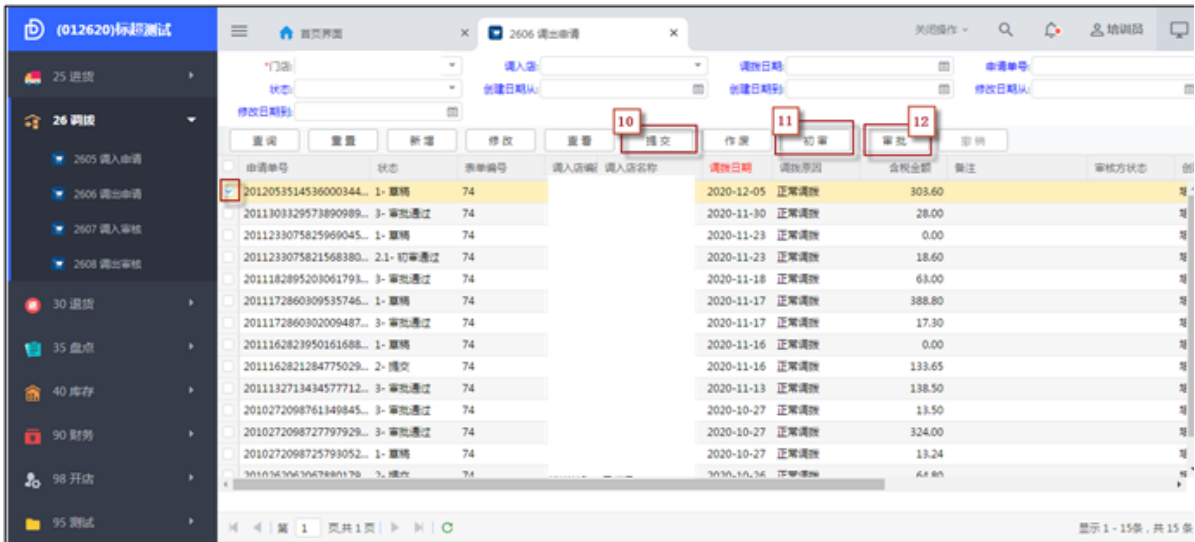 (012620)标超测试
首页界面 × 2606 调出申请 ×
关闭操作 培训员
25 进货
26 调拨
2605 调入申请
2606 调出申请
2607 调入审核
2608 调出审核
30 退货
35 盘点
40 库存
90 财务
98 开店
95 测试
*门店: 调入店: 调拨日期: 申请单号:
状态: 创建日期从: 创建日期到: 修改日期从:
修改日期到:
10 11 12
查询 重置 新增 修改 查看 提交 作废 初审 审批 撤销
申请单号 状态 表单编号 调入店编 调入店名称 调拨日期 调拨原因 含税金额 备注 审核方状态 创
2012053514536000344... 1- 草稿 74 2020-12-05 正常调拨 303.60
2011303329573890989... 3- 审批通过 74 2020-11-30 正常调拨 28.00
2011233075825969045... 1- 草稿 74 2020-11-23 正常调拨 0.00
2011233075821568380... 2.1- 初审通过 74 2020-11-23 正常调拨 18.60
2011182895203061793... 3- 审批通过 74 2020-11-18 正常调拨 63.00
2011172860309535746... 1- 草稿 74 2020-11-17 正常调拨 388.80
2011172860302009487... 3- 审批通过 74 2020-11-17 正常调拨 17.30
2011162823950161688... 1- 草稿 74 2020-11-16 正常调拨 0.00
2011162821284775029... 2- 提交 74 2020-11-16 正常调拨 133.65
2011132713434577712... 3- 审批通过 74 2020-11-13 正常调拨 138.50
2010272098761349845... 3- 审批通过 74 2020-10-27 正常调拨 13.50
2010272098727797929... 3- 审批通过 74 2020-10-27 正常调拨 324.00
2010272098725793052... 1- 草稿 74 2020-10-27 正常调拨 13.24
2010262062067880179... 2- 提交 74 2020-10-26 正常调拨 64.80
第 1 页,共1页
显示 1 - 15条 , 共 15 条